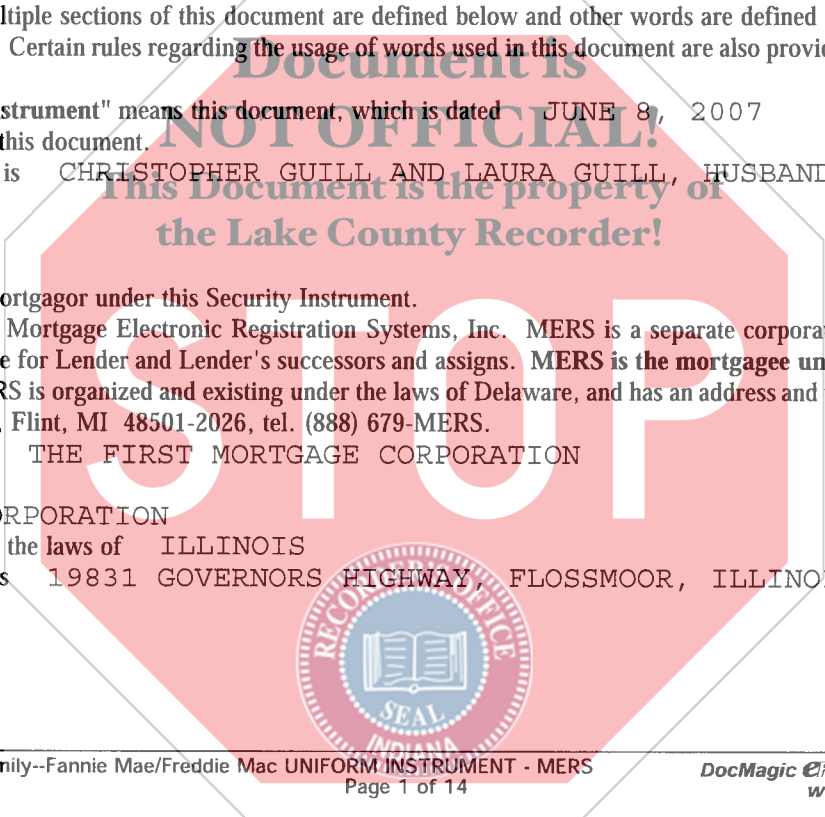 ltiple sections of this document are defined below and other words are defined
Certain rules regarding the usage of words used in this document are also provid
Document is
strument" means this document, which is dated JUNE 8, 2007
NOT OFFICIAL!
this document.
is CHRISTOPHER GUILL AND LAURA GUILL, HUSBAND
This Document is the property of
the Lake County Recorder!
ortgagor under this Security Instrument.
Mortgage Electronic Registration Systems, Inc. MERS is a separate corpora
e for Lender and Lender's successors and assigns. MERS is the mortgagee un
RS is organized and existing under the laws of Delaware, and has an address and
, Flint, MI 48501-2026, tel. (888) 679-MERS.
STOP
THE FIRST MORTGAGE CORPORATION
ORPORATION
the laws of ILLINOIS
s 19831 GOVERNORS HIGHWAY, FLOSSMOOR, ILLINOI
RECORDER'S OFFICE
SEAL
INDIANA
mily--Fannie Mae/Freddie Mac UNIFORM INSTRUMENT - MERS DocMagic
Page 1 of 14 w